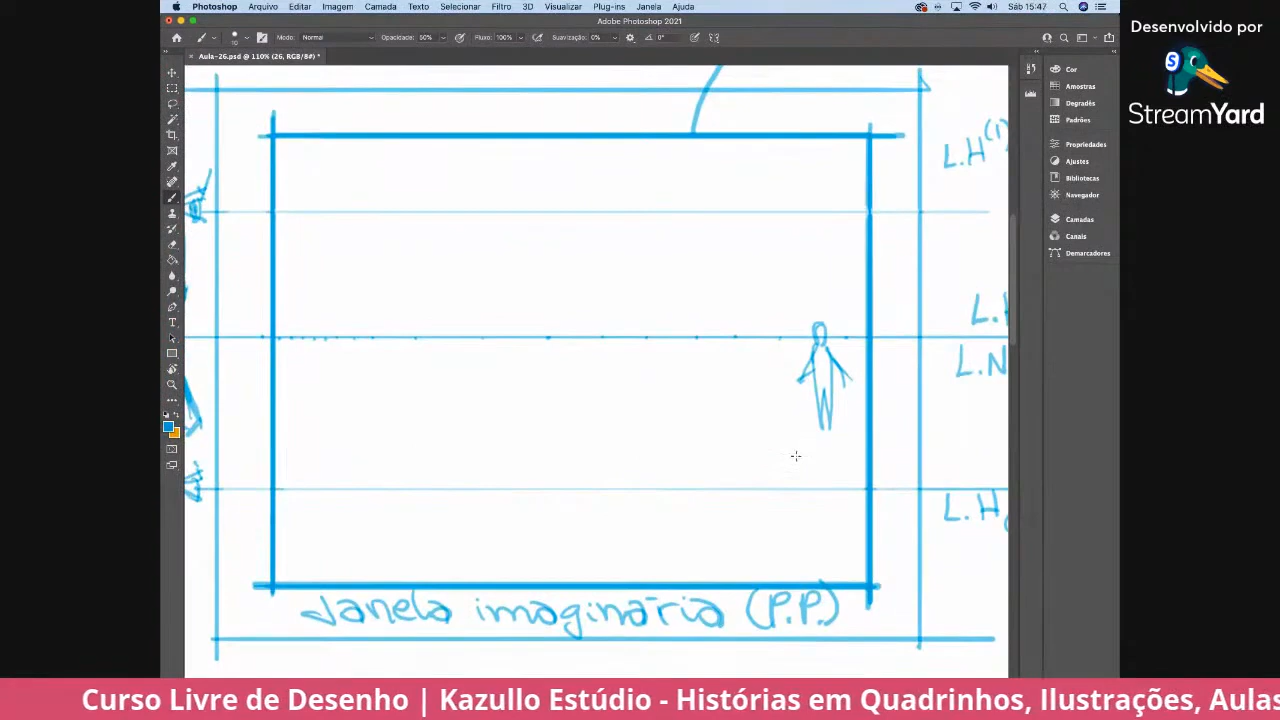 Photoshop Arquivo Editar Imagem Camada Texto Selecionar Filtro 3D Visualizar Plug-ins Janela Ajuda Sáb 15:47
Adobe Photoshop 2021
Modo: Normal Opacidade: 50% Fluxo: 100% Suavização: 0% 0°
Aula-26.psd @ 110% (26, RGB/8#) *
Cor
Amostras
Degradês
Padrões
Propriedades
Ajustes
Bibliotecas
Navegador
Camadas
Canais
Demarcadores
L.H(1)
L.H
L.N
L.H
Janela imaginária (P.P.)
Desenvolvido por
StreamYard
Curso Livre de Desenho | Kazullo Estúdio - Histórias em Quadrinhos, Ilustrações, Aulas